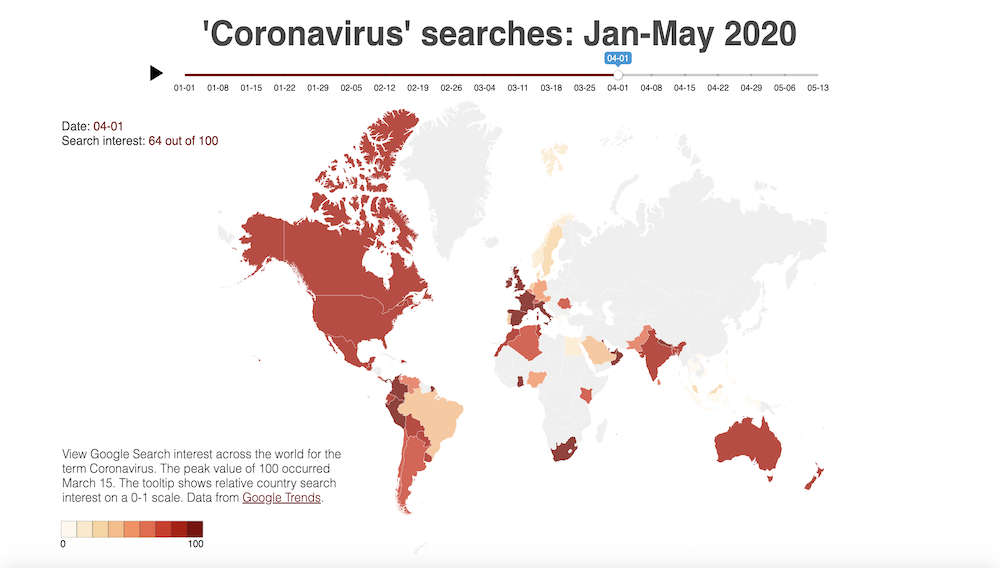 'Coronavirus' searches: Jan-May 2020
04-01
01-01 01-08 01-15 01-22 01-29 02-05 02-12 02-19 02-26 03-04 03-11 03-18 03-25 04-01 04-08 04-15 04-22 04-29 05-06 05-13
Date: 04-01
Search interest: 64 out of 100
View Google Search interest across the world for the
term Coronavirus. The peak value of 100 occurred
March 15. The tooltip shows relative country search
interest on a 0-1 scale. Data from Google Trends.
0 100